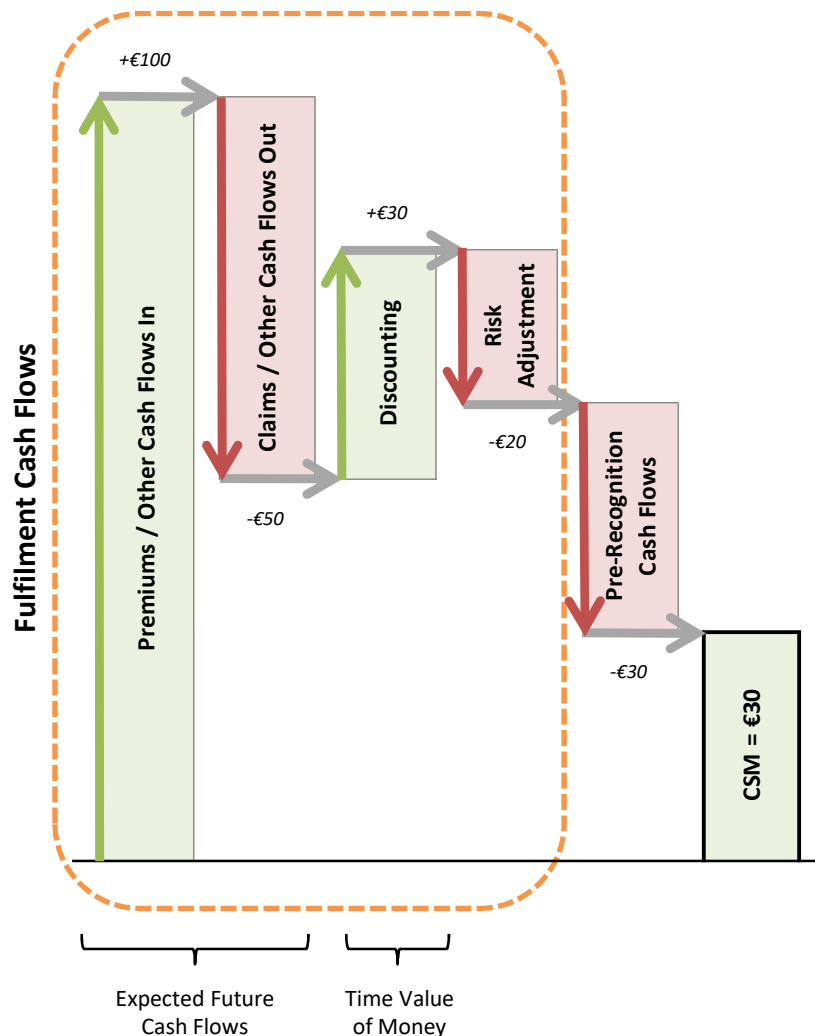 Fulfilment Cash Flows
+€100
Premiums / Other Cash Flows In
Claims / Other Cash Flows Out
-€50
+€30
Discounting
Risk
Adjustment
-€20
Pre-Recognition
Cash Flows
-€30
CSM = €30
Expected Future
Cash Flows
Time Value
of Money